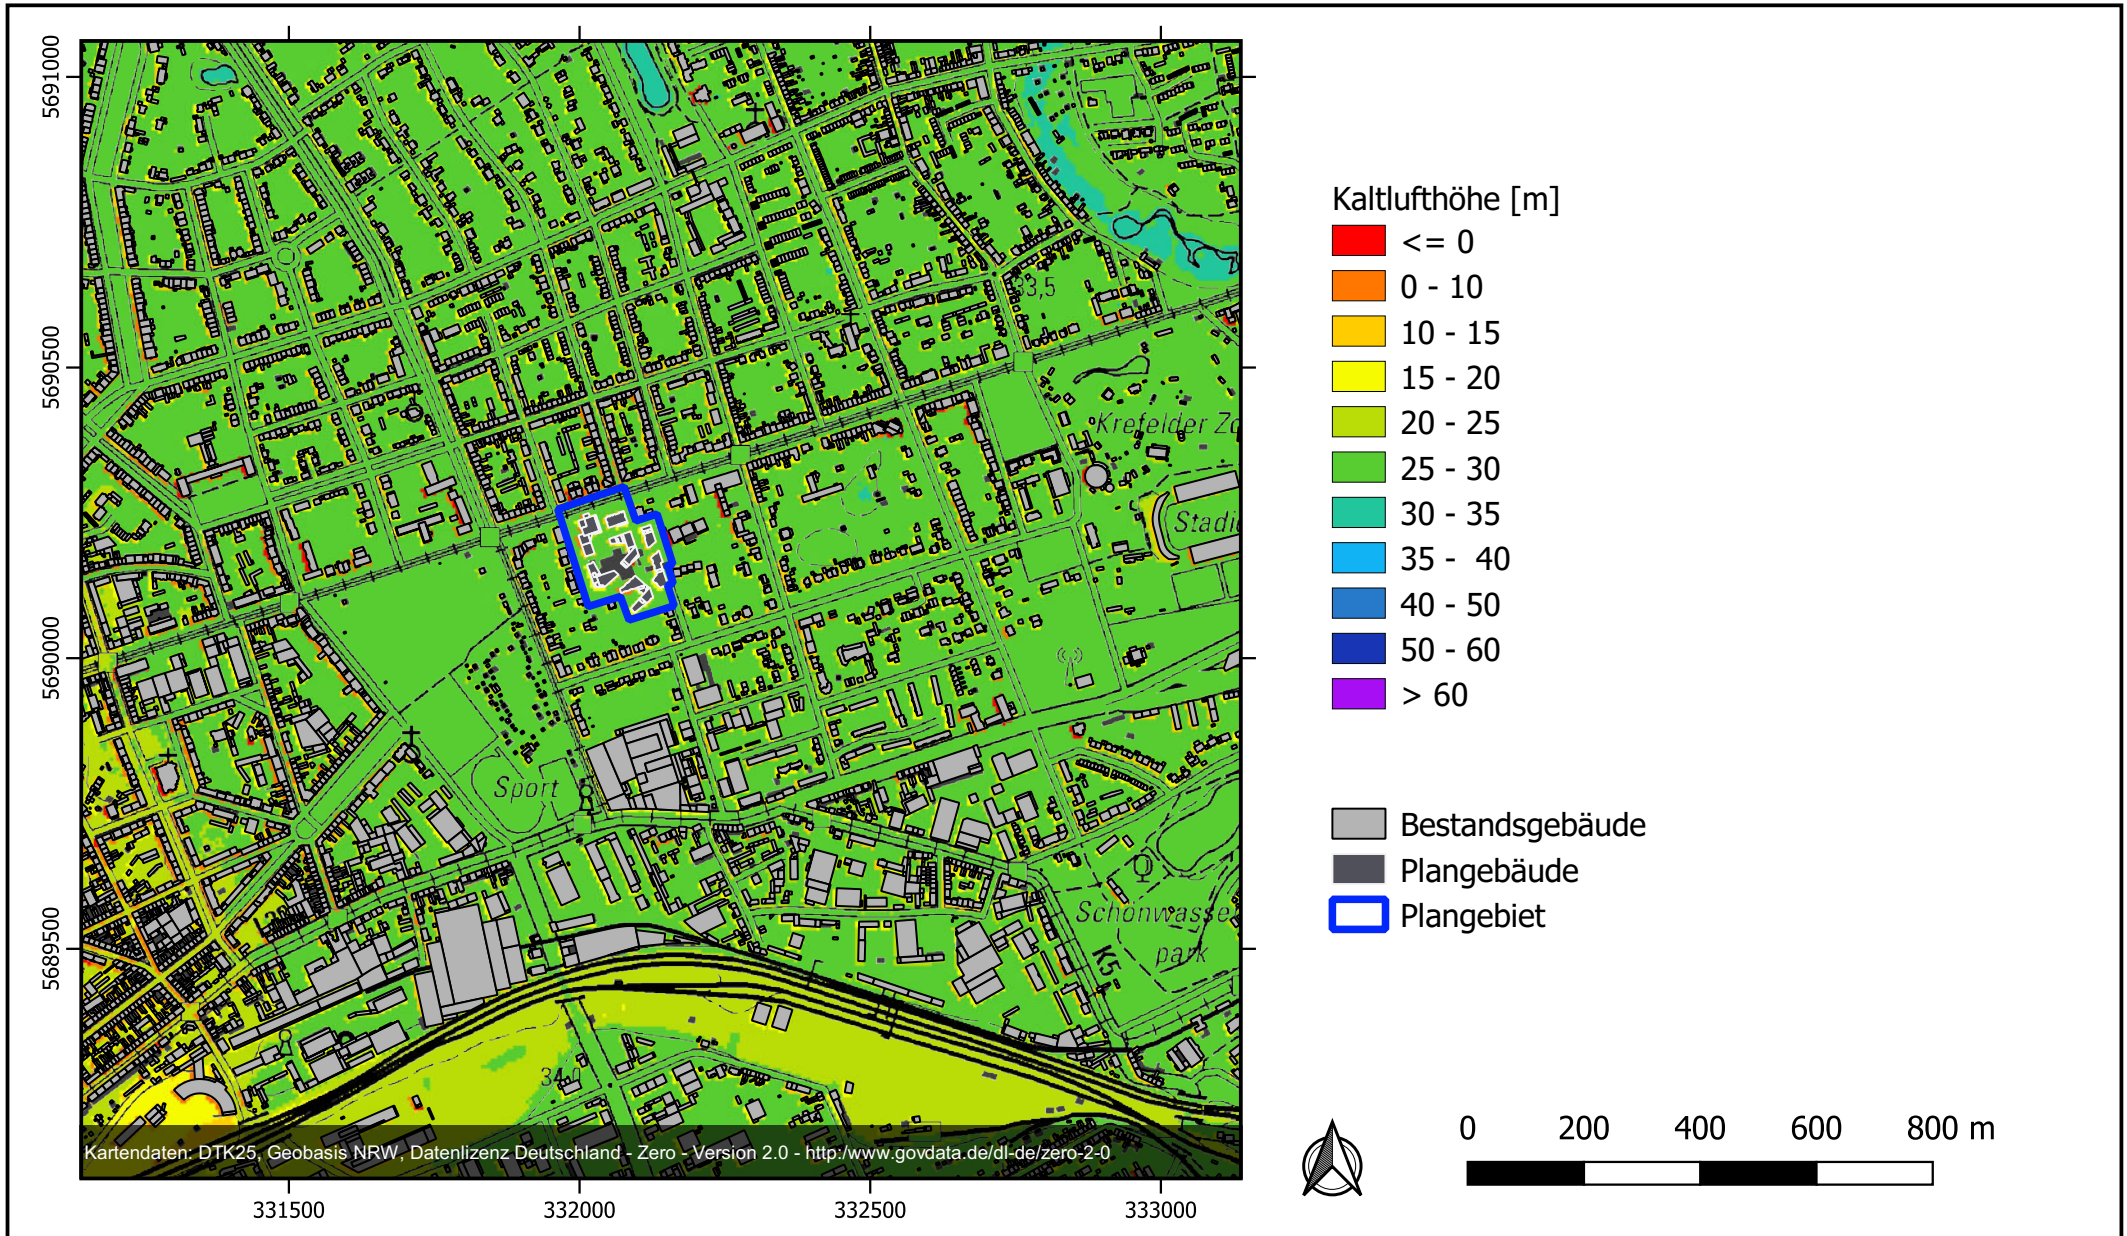 5691000
5690500
5690000
5689500
33,5
Krefelder Zo
Stadi
Sport
Schönwasse
park
K5
34,0
Kartendaten: DTK25, Geobasis NRW, Datenlizenz Deutschland - Zero - Version 2.0 - http:/www.govdata.de/dl-de/zero-2-0
331500
332000
332500
333000
Kaltlufthöhe [m]
<= 0
0 - 10
10 - 15
15 - 20
20 - 25
25 - 30
30 - 35
35 - 40
40 - 50
50 - 60
> 60
Bestandsgebäude
Plangebäude
Plangebiet
0 200 400 600 800 m